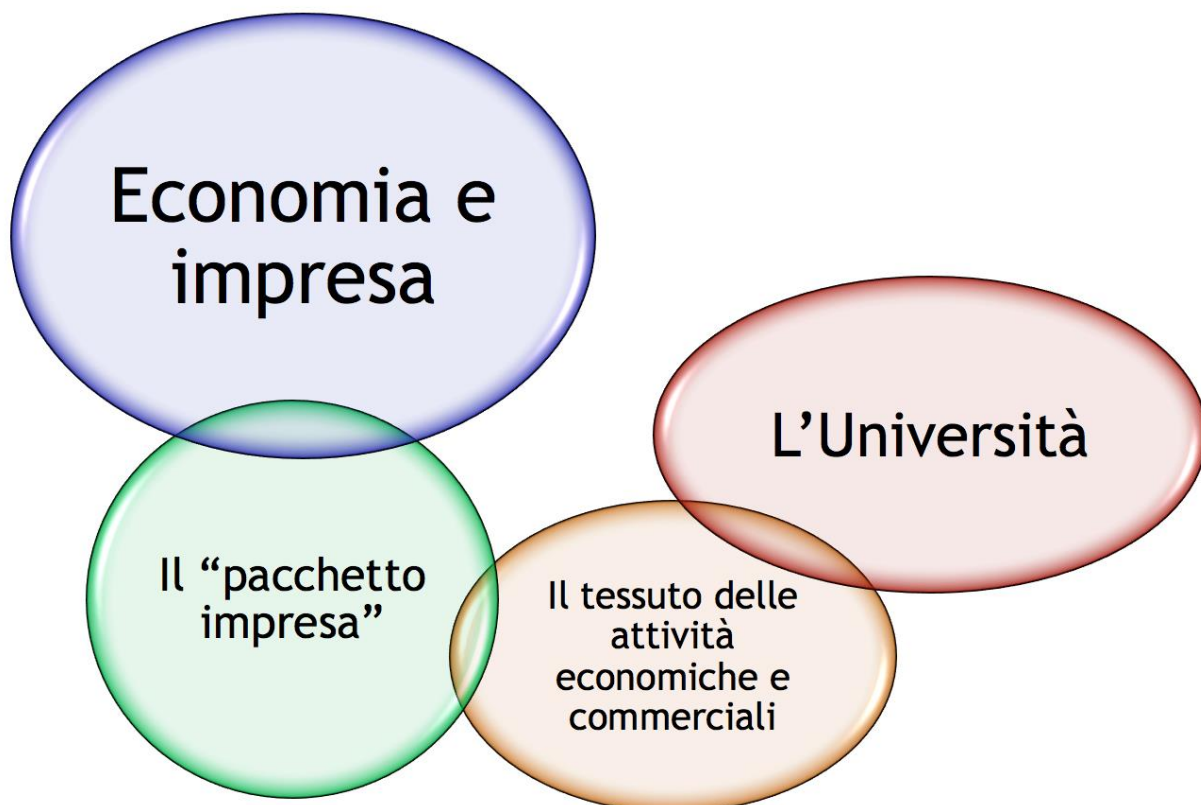 Economia e
impresa
L’Università
Il “pacchetto
impresa”
Il tessuto delle
attività
economiche e
commerciali